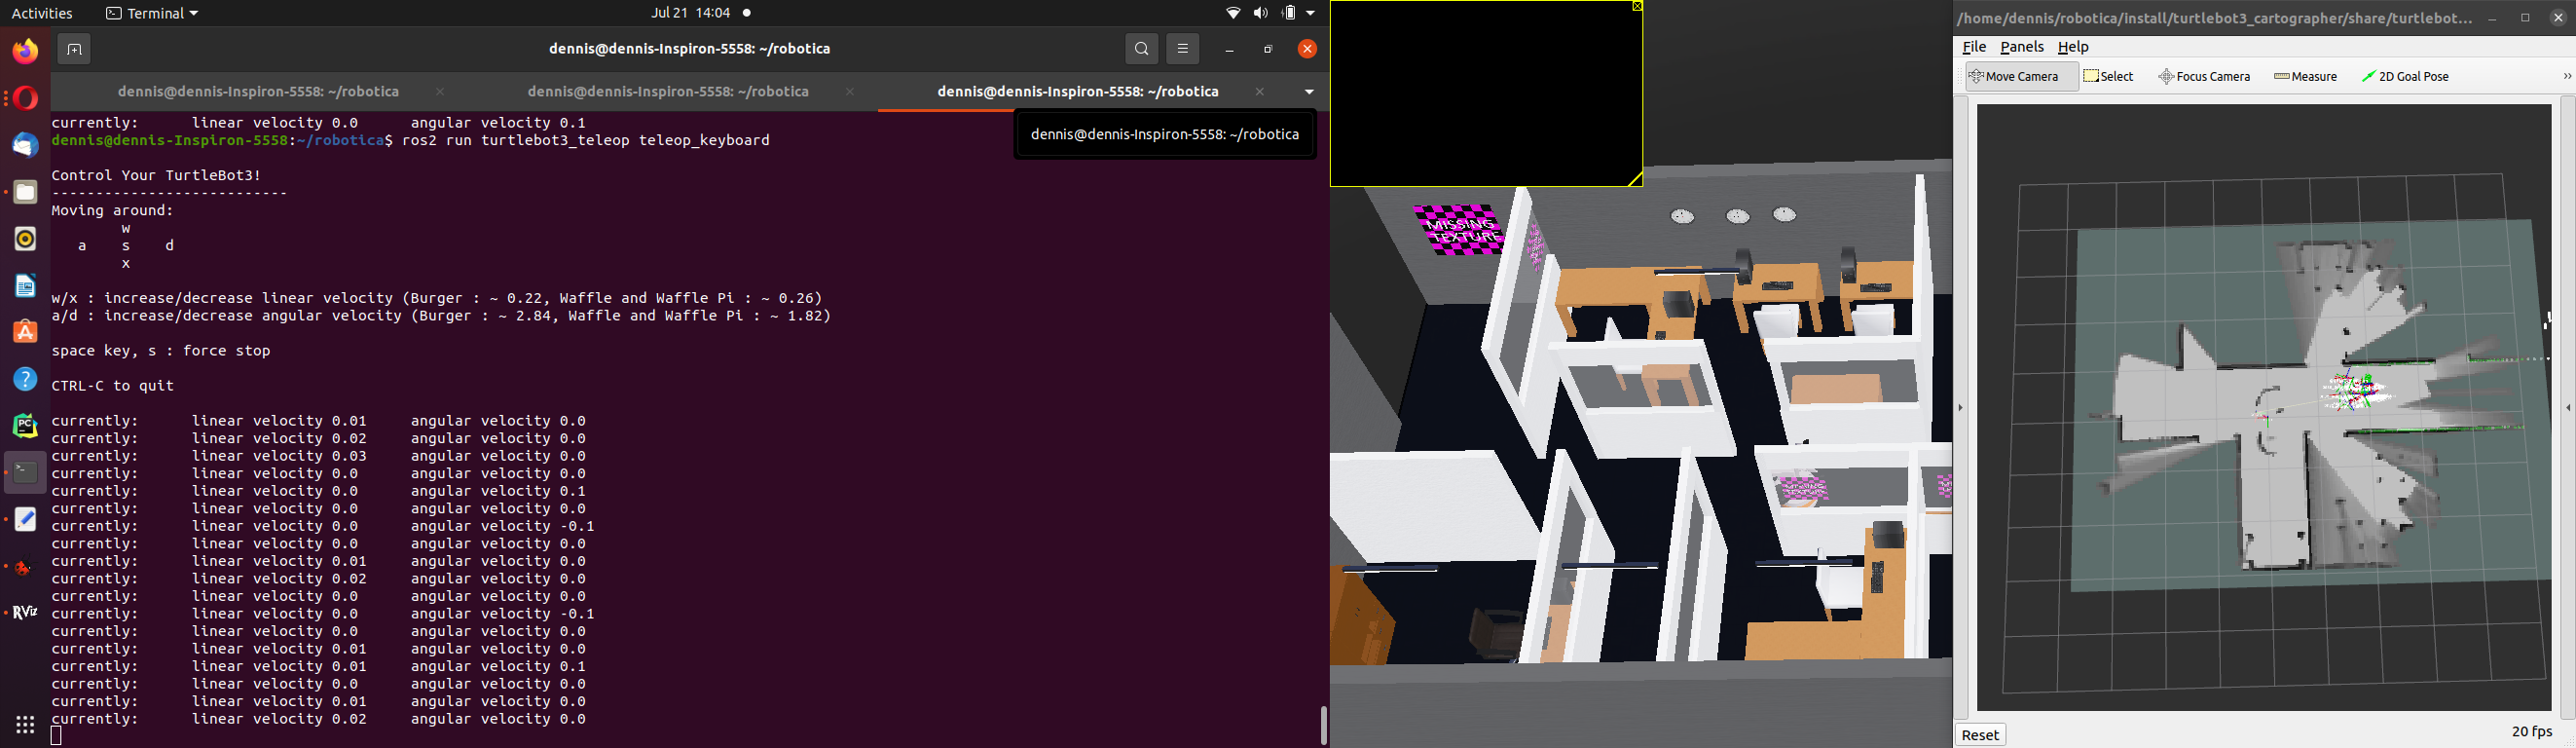 Activities
Terminal
Jul 21 14:04
dennis@dennis-Inspiron-5558: ~/robotica
dennis@dennis-Inspiron-5558: ~/robotica
dennis@dennis-Inspiron-5558: ~/robotica
dennis@dennis-Inspiron-5558: ~/robotica
dennis@dennis-Inspiron-5558: ~/robotica
currently: linear velocity 0.0 angular velocity 0.1
dennis@dennis-Inspiron-5558:~/robotica$ ros2 run turtlebot3_teleop teleop_keyboard
Control Your TurtleBot3!
---------------------------
Moving around:
w
a s d
x
w/x : increase/decrease linear velocity (Burger : ~ 0.22, Waffle and Waffle Pi : ~ 0.26)
a/d : increase/decrease angular velocity (Burger : ~ 2.84, Waffle and Waffle Pi : ~ 1.82)
space key, s : force stop
CTRL-C to quit
currently: linear velocity 0.01 angular velocity 0.0
currently: linear velocity 0.02 angular velocity 0.0
currently: linear velocity 0.03 angular velocity 0.0
currently: linear velocity 0.0 angular velocity 0.0
currently: linear velocity 0.0 angular velocity 0.1
currently: linear velocity 0.0 angular velocity 0.0
currently: linear velocity 0.0 angular velocity -0.1
currently: linear velocity 0.0 angular velocity 0.0
currently: linear velocity 0.01 angular velocity 0.0
currently: linear velocity 0.02 angular velocity 0.0
currently: linear velocity 0.0 angular velocity 0.0
currently: linear velocity 0.0 angular velocity -0.1
currently: linear velocity 0.0 angular velocity 0.0
currently: linear velocity 0.01 angular velocity 0.0
currently: linear velocity 0.01 angular velocity 0.1
currently: linear velocity 0.0 angular velocity 0.0
currently: linear velocity 0.01 angular velocity 0.0
currently: linear velocity 0.02 angular velocity 0.0
PC
RViz
MISSING
TEXTURE
MISSING
TEXTURE
/home/dennis/robotica/install/turtlebot3_cartographer/share/turtlebot...
File Panels Help
Move Camera Select Focus Camera Measure 2D Goal Pose
Reset
20 fps